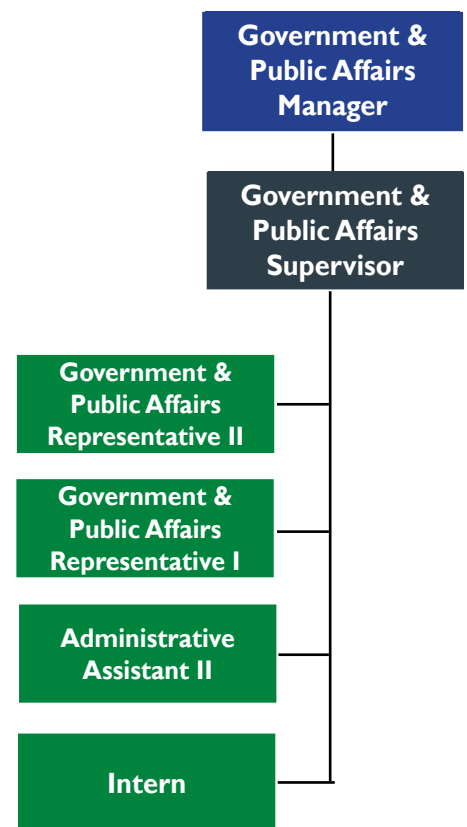 Government &
Public Affairs
Manager
Government &
Public Affairs
Supervisor
Government &
Public Affairs
Representative II
Government &
Public Affairs
Representative I
Administrative
Assistant II
Intern